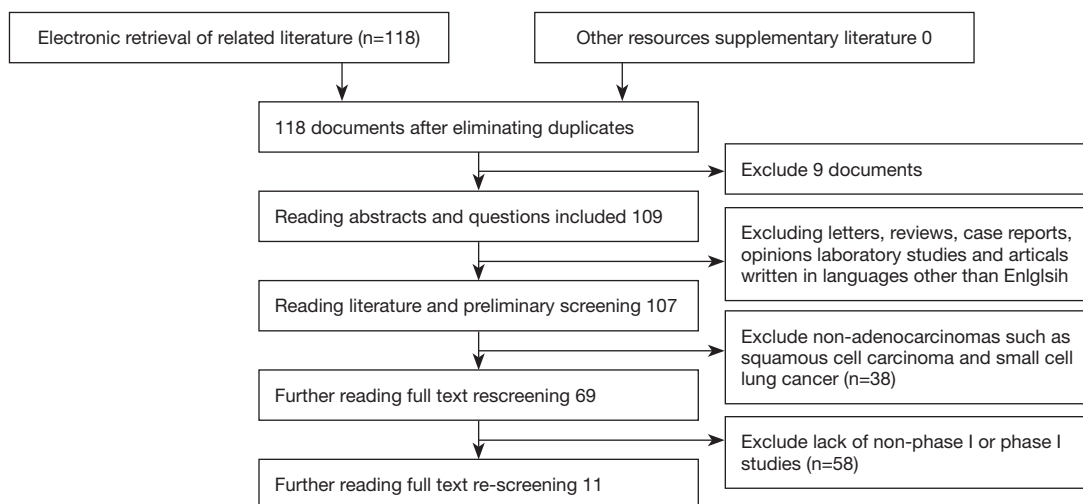 Electronic retrieval of related literature (n=118)
Other resources supplementary literature 0
118 documents after eliminating duplicates
Exclude 9 documents
Reading abstracts and questions included 109
Excluding letters, reviews, case reports,
opinions laboratory studies and articals
written in languages other than Enlglsih
Reading literature and preliminary screening 107
Exclude non-adenocarcinomas such as
squamous cell carcinoma and small cell
lung cancer (n=38)
Further reading full text rescreening 69
Exclude lack of non-phase I or phase I
studies (n=58)
Further reading full text re-screening 11